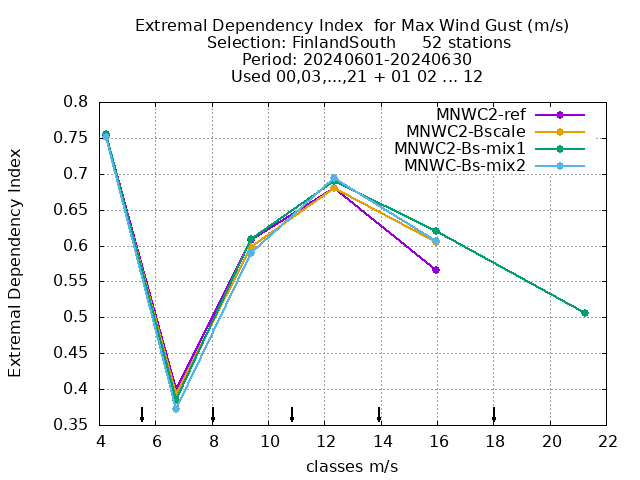 Extremal Dependency Index  for Max Wind Gust (m/s)
Selection: FinlandSouth     52 stations
Period: 20240601-20240630
Used 00,03,...,21 + 01 02 ... 12
MNWC2-ref
MNWC2-Bscale
MNWC2-Bs-mix1
MNWC-Bs-mix2
Extremal Dependency Index
0.8
0.75
0.7
0.65
0.6
0.55
0.5
0.45
0.4
0.35
4 6 8 10 12 14 16 18 20 22
classes m/s